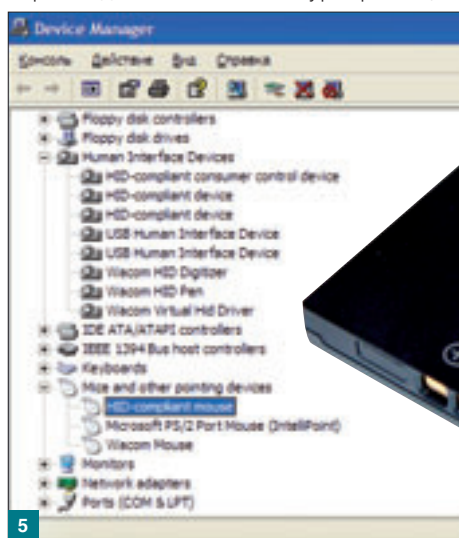 Device Manager
Консоль Действие Вид Справка
Floppy disk controllers
Floppy disk drives
Human Interface Devices
HID-compliant consumer control device
HID-compliant device
HID-compliant device
USB Human Interface Device
USB Human Interface Device
Wacom HID Digitizer
Wacom HID Pen
Wacom Virtual Hid Driver
IDE ATA/ATAPI controllers
IEEE 1394 Bus host controllers
Keyboards
Mice and other pointing devices
HID-compliant mouse
Microsoft PS/2 Port Mouse (IntelliPoint)
Wacom Mouse
Monitors
Network adapters
Ports (COM & LPT)
5